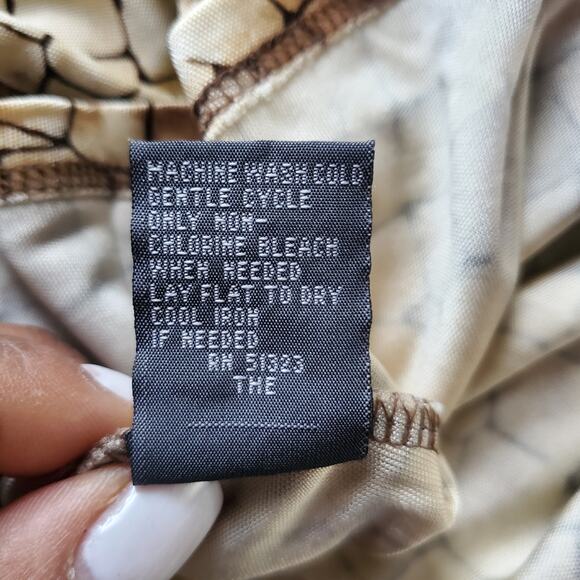 MACHINE WASH COLD
GENTLE CYCLE
ONLY NON-
CHLORINE BLEACH
WHEN NEEDED
LAY FLAT TO DRY
COOL IRON
IF NEEDED
RN 51323
THE